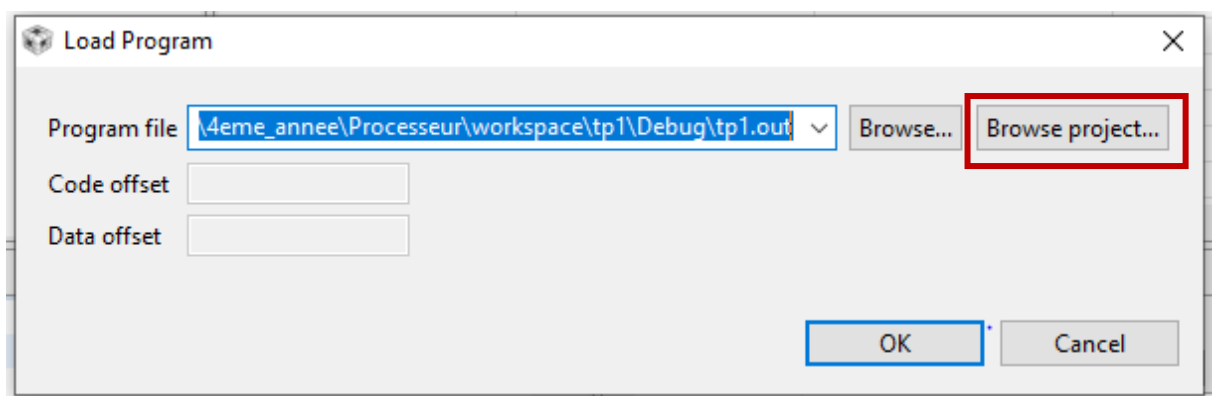 Load Program
Program file \4eme_annee\Processeur\workspace\tp1\Debug\tp1.out Browse... Browse project...
Code offset
Data offset
OK Cancel